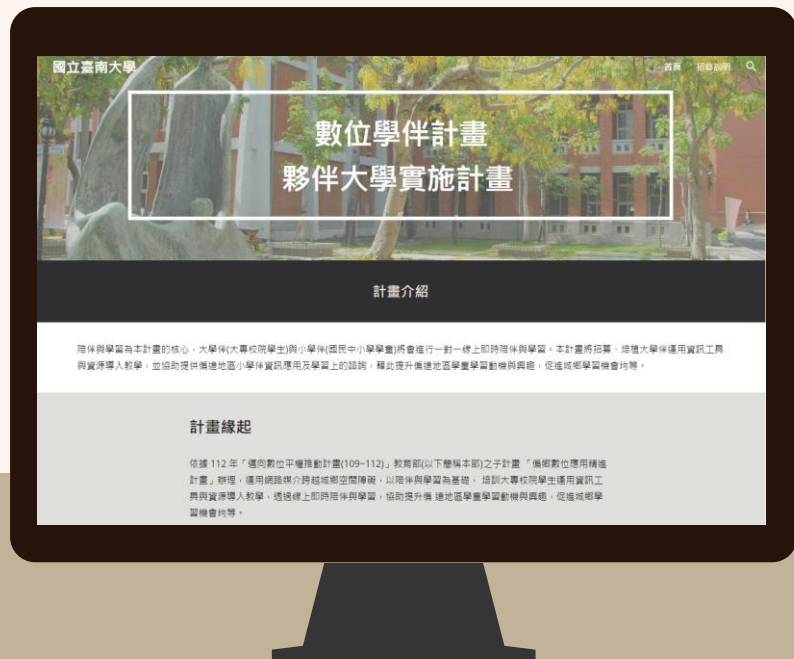 國立臺南大學
首頁
招募說明
數位學伴計畫
夥伴大學實施計畫
計畫介紹
陪伴與學習為本計畫的核心，大學伴(大專校院學生)與小學伴(國民中小學學童)將會進行一對一線上即時陪伴與學習。本計畫將招募、培植大學伴運用資訊工具
與資源導入教學，並協助提供偏遠地區小學伴資訊應用及學習上的諮詢，藉此提升偏遠地區學童學習動機與興趣，促進城鄉學習機會均等。
計畫緣起
依據 112 年「邁向數位平權推動計畫(109~112)」教育部(以下簡稱本部)之子計畫 「偏鄉數位應用精進
計畫」辦理，運用網路媒介跨越城鄉空間障礙，以陪伴與學習為基礎， 培訓大專校院學生運用資訊工
具與資源導入教學，透過線上即時陪伴與學習，協助提升偏 遠地區學童學習動機與興趣，促進城鄉學
習機會均等。